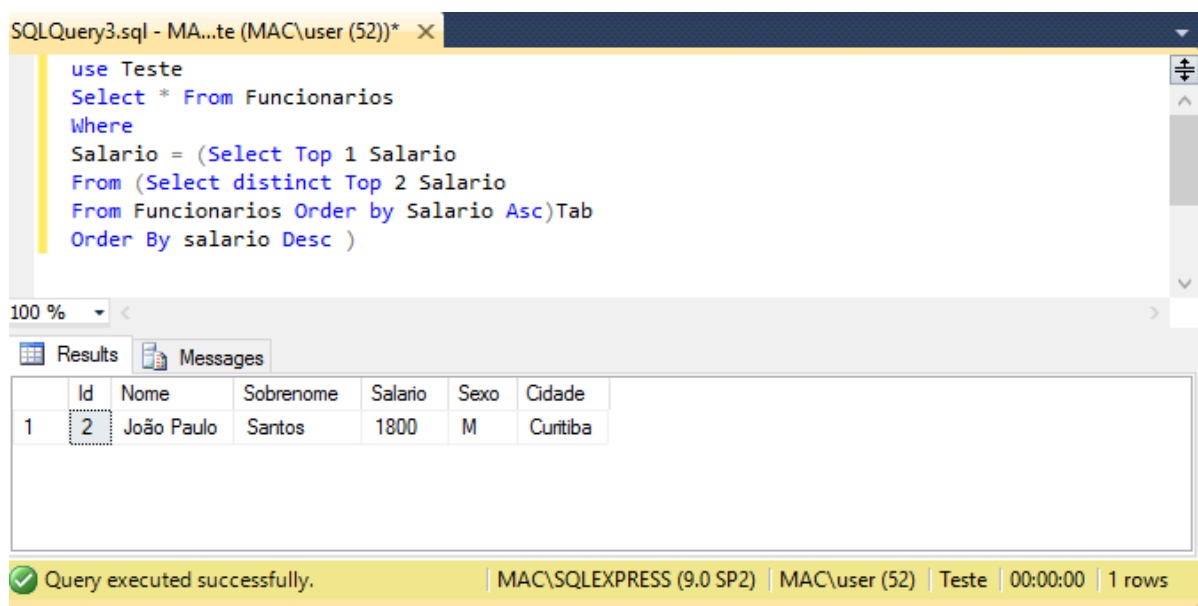 SQLQuery3.sql - MA...te (MAC\user (52))* ×
use Teste
Select * From Funcionarios
Where
Salario = (Select Top 1 Salario
From (Select distinct Top 2 Salario
From Funcionarios Order by Salario Asc)Tab
Order By salario Desc )
100 %
Results Messages
Id Nome Sobrenome Salario Sexo Cidade
1 2 João Paulo Santos 1800 M Curitiba
Query executed successfully. MAC\SQLEXPRESS (9.0 SP2) MAC\user (52) Teste 00:00:00 1 rows